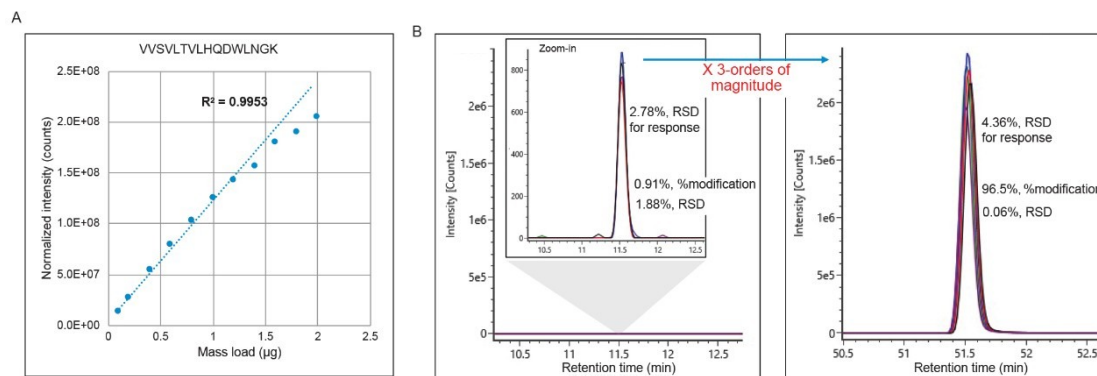 A
VVSVLTVLHQDWLNGK
2.5E+08
2.0E+08
1.5E+08
1.0E+08
5.0E+07
0.0E+00
R² = 0.9953
Normalized intensity (counts)
0 0.5 1 1.5 2 2.5
Mass load (µg)
B
Zoom-in
800
600
400
200
0
10.5 11 11.5 12 12.5
2.78%, RSD
for response
0.91%, %modification
1.88%, RSD
X 3-orders of
magnitude
Intensity [Counts]
2e6
1.5e6
1e6
5e5
0
10.5 11 11.5 12 12.5
Retention time (min)
4.36%, RSD
for response
96.5%, %modification
0.06%, RSD
Intensity [Counts]
2e6
1.5e6
1e6
5e5
0
50.5 51 51.5 52 52.5
Retention time (min)